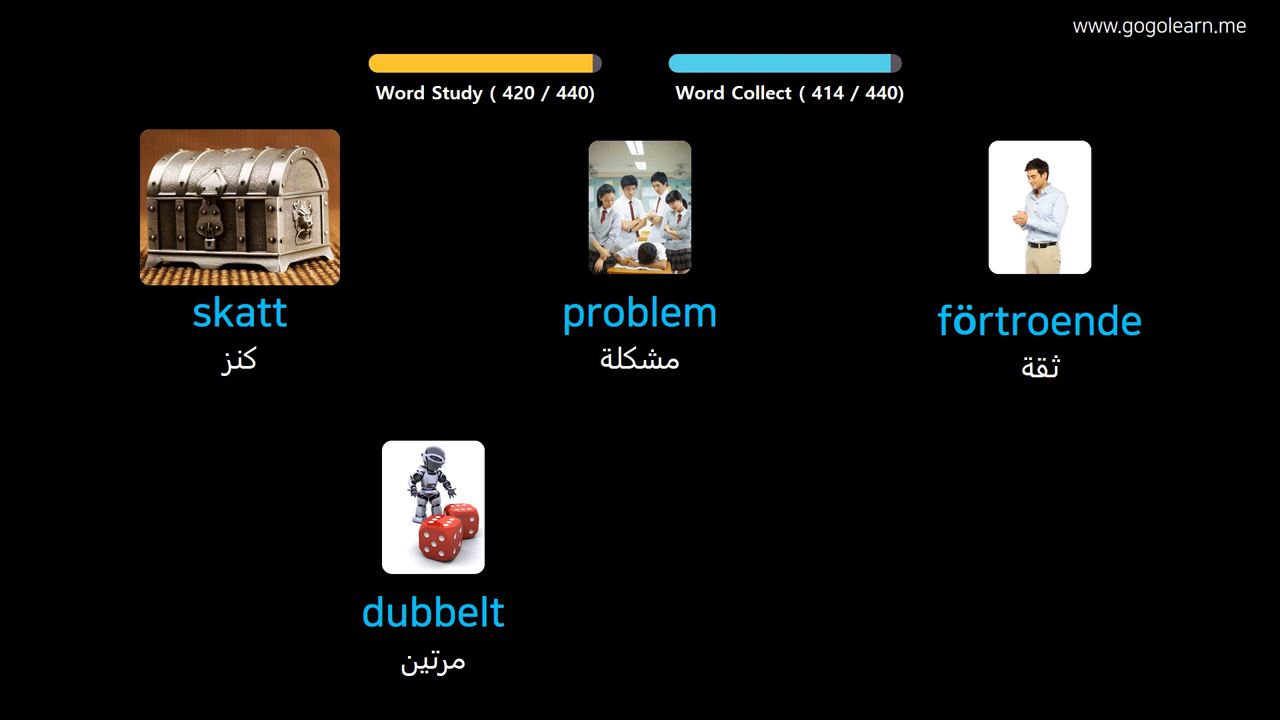 www.gogolearn.me
Word Study ( 420 / 440)
Word Collect ( 414 / 440)
skatt
كنز
problem
مشكلة
förtroende
ثقة
dubbelt
مرتين